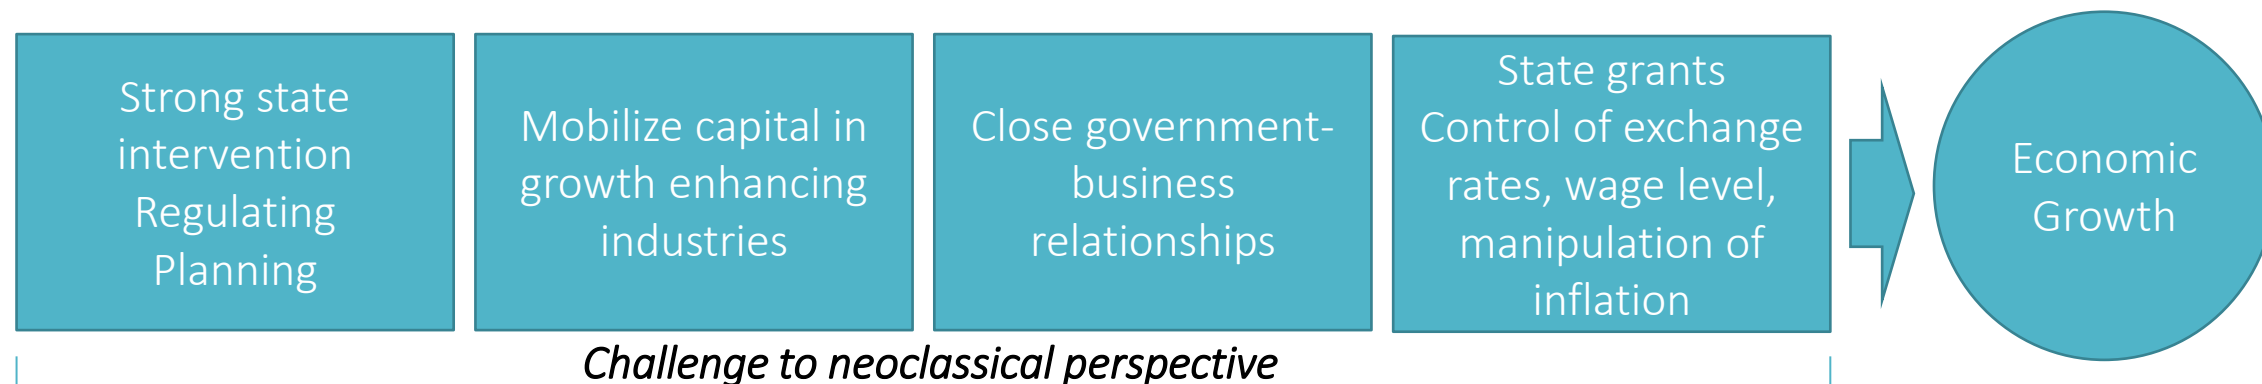 Strong state
intervention
Regulating
Planning
Mobilize capital in
growth enhancing
industries
Close government-
business
relationships
State grants
Control of exchange
rates, wage level,
manipulation of
inflation
Economic
Growth
Challenge to neoclassical perspective